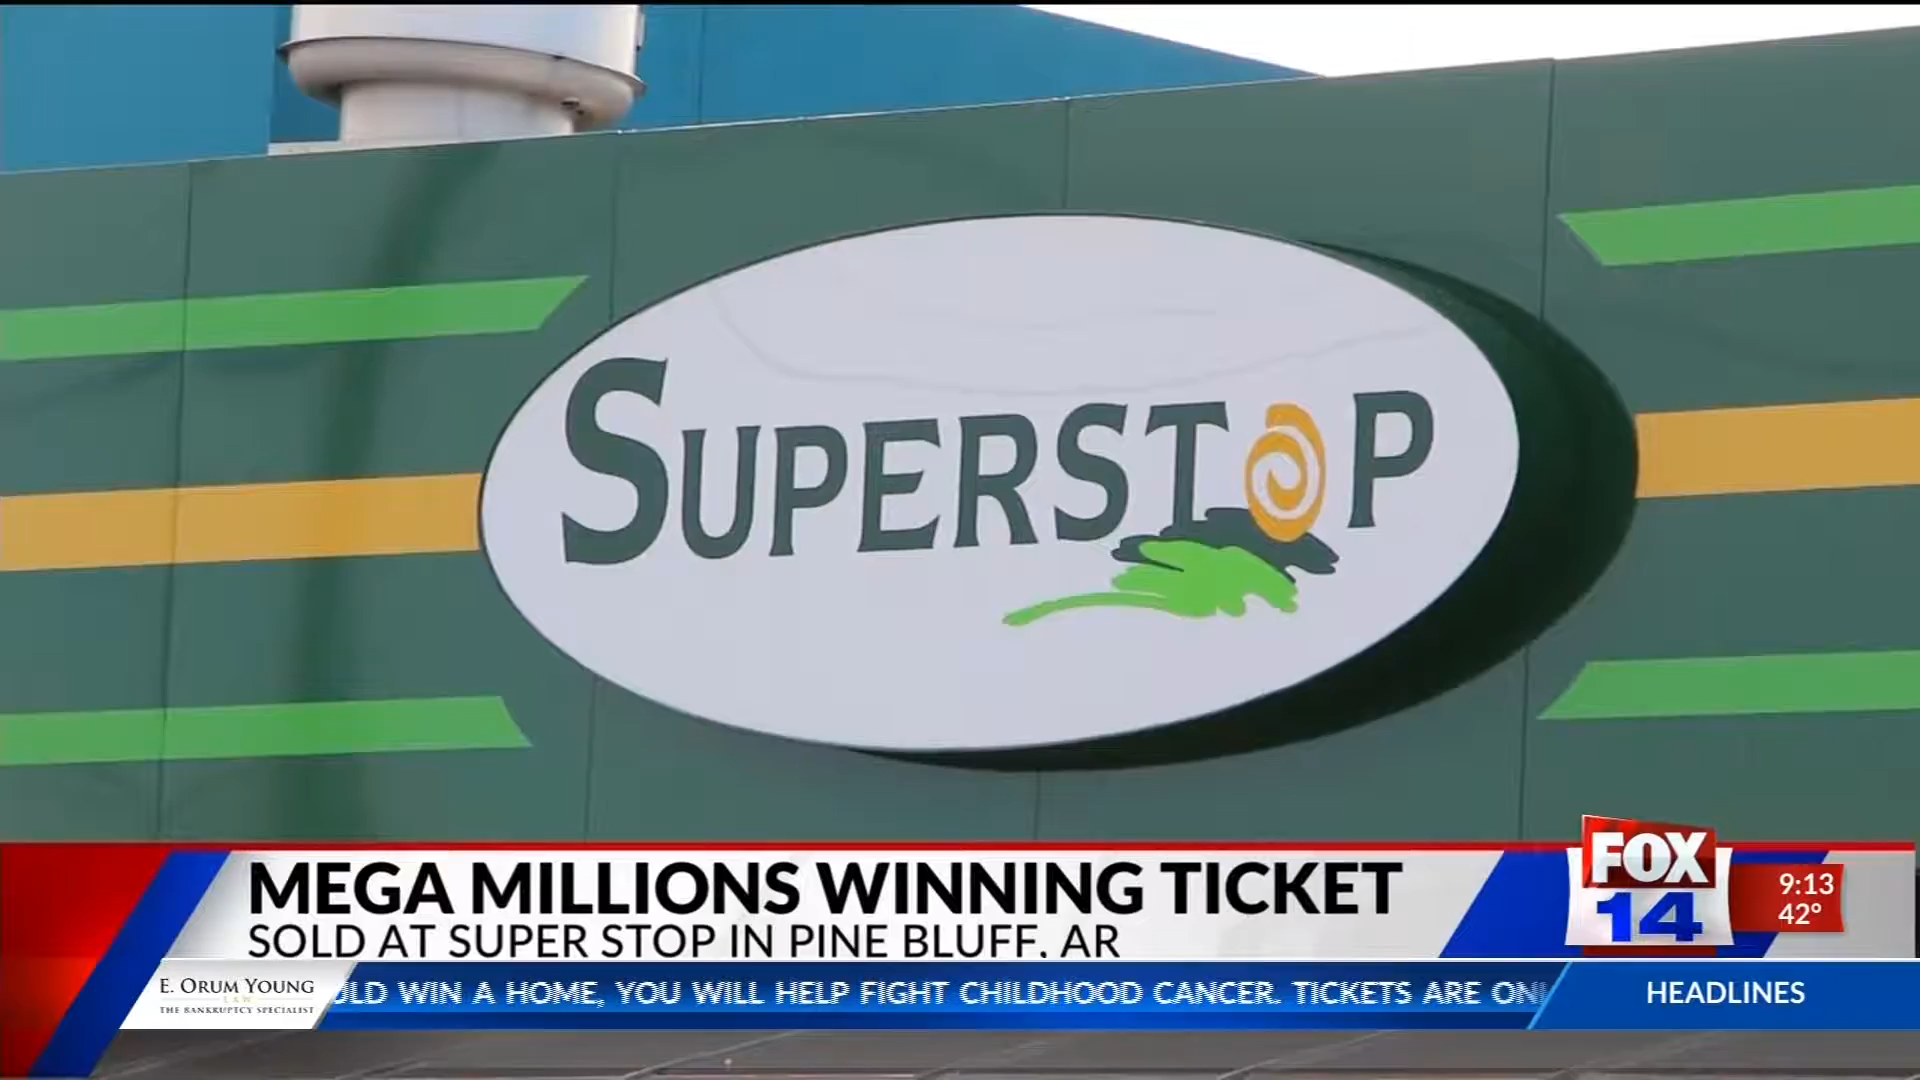 SUPERSTOP
MEGA MILLIONS WINNING TICKET
SOLD AT SUPER STOP IN PINE BLUFF, AR
FOX
14
9:13
42°
E. ORUM YOUNG
LAW
THE BANKRUPTCY SPECIALIST
WIN A HOME, YOU WILL HELP FIGHT CHILDHOOD CANCER. TICKETS ARE
HEADLINES